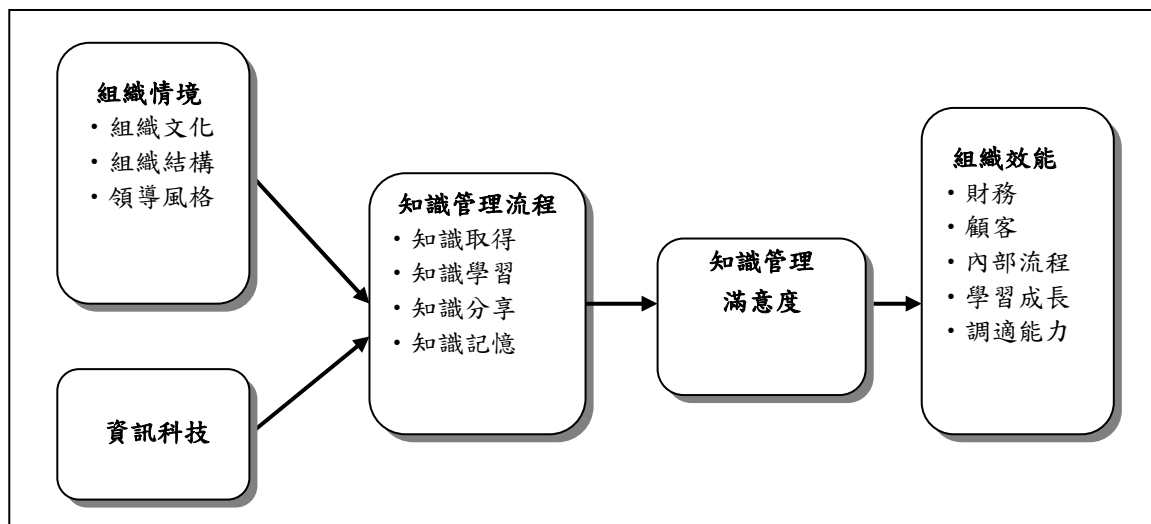 組織情境
・組織文化
・組織結構
・領導風格
資訊科技
知識管理流程
・知識取得
・知識學習
・知識分享
・知識記憶
知識管理
滿意度
組織效能
・財務
・顧客
・內部流程
・學習成長
・調適能力